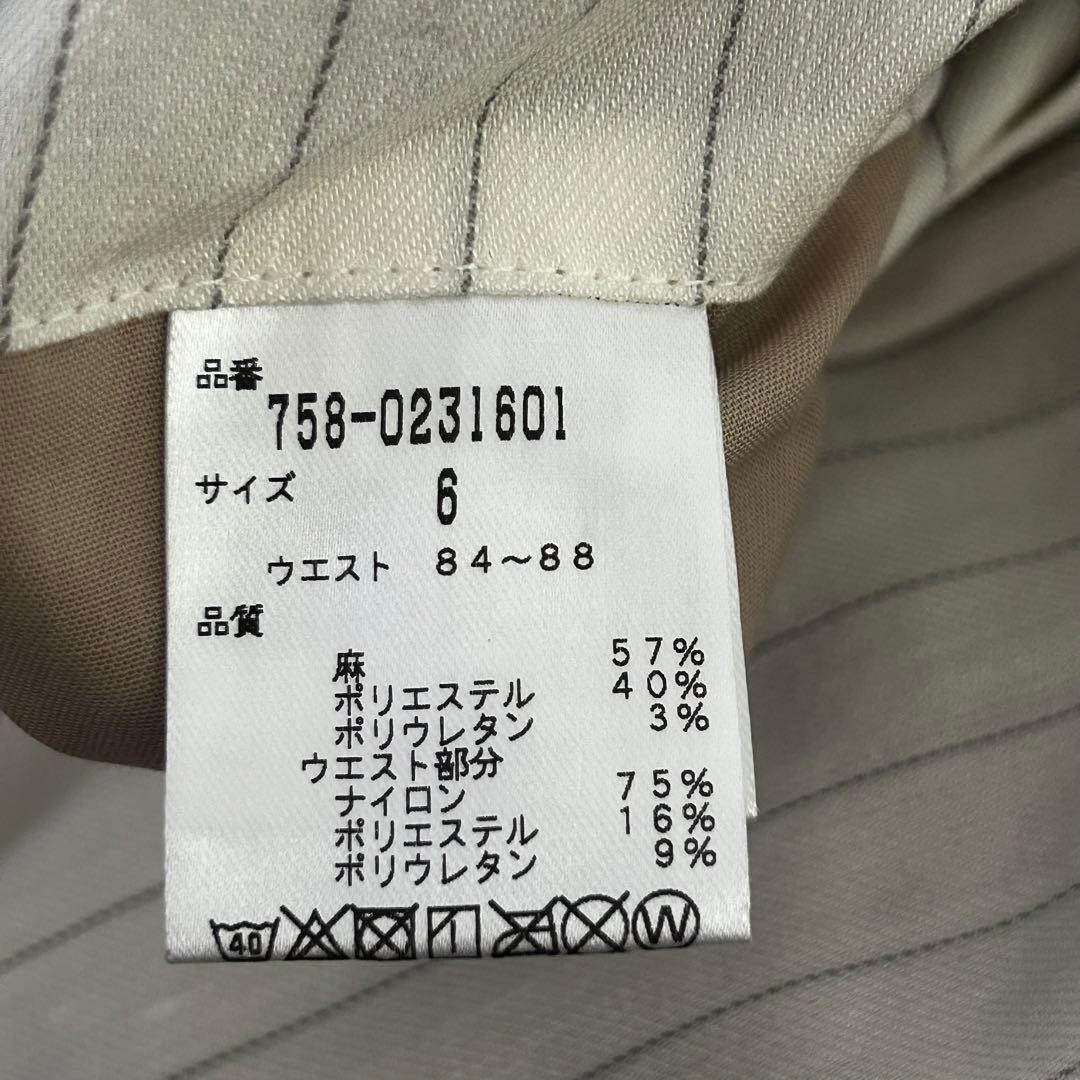 品番
758-0231601
サイズ 6
ウエスト 84～88
品質
麻 57%
ポリエステル 40%
ポリウレタン 3%
ウエスト部分
ナイロン 75%
ポリエステル 16%
ポリウレタン 9%
40 W